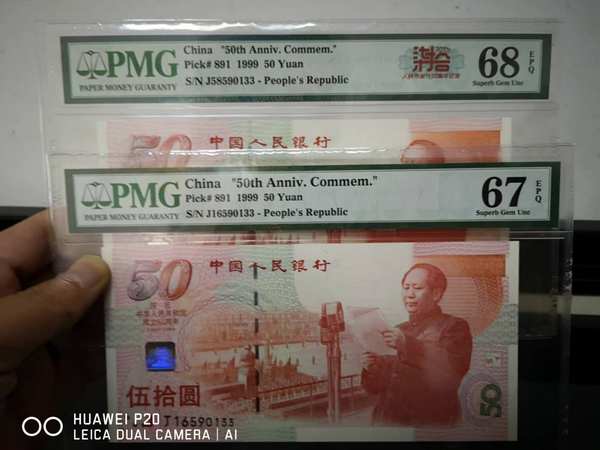 PMG
PAPER MONEY GUARANTY
China "50th Anniv. Commem."
Pick# 891 1999 50 Yuan
S/N J58590133 - People's Republic
68 EPQ
Superb Gem Unc
50 中国人民银行
PMG
PAPER MONEY GUARANTY
China "50th Anniv. Commem."
Pick# 891 1999 50 Yuan
S/N J16590133 - People's Republic
67 EPQ
Superb Gem Unc
50 中国人民银行
伍拾圆
J16590133
50
HUAWEI P20
LEICA DUAL CAMERA | AI